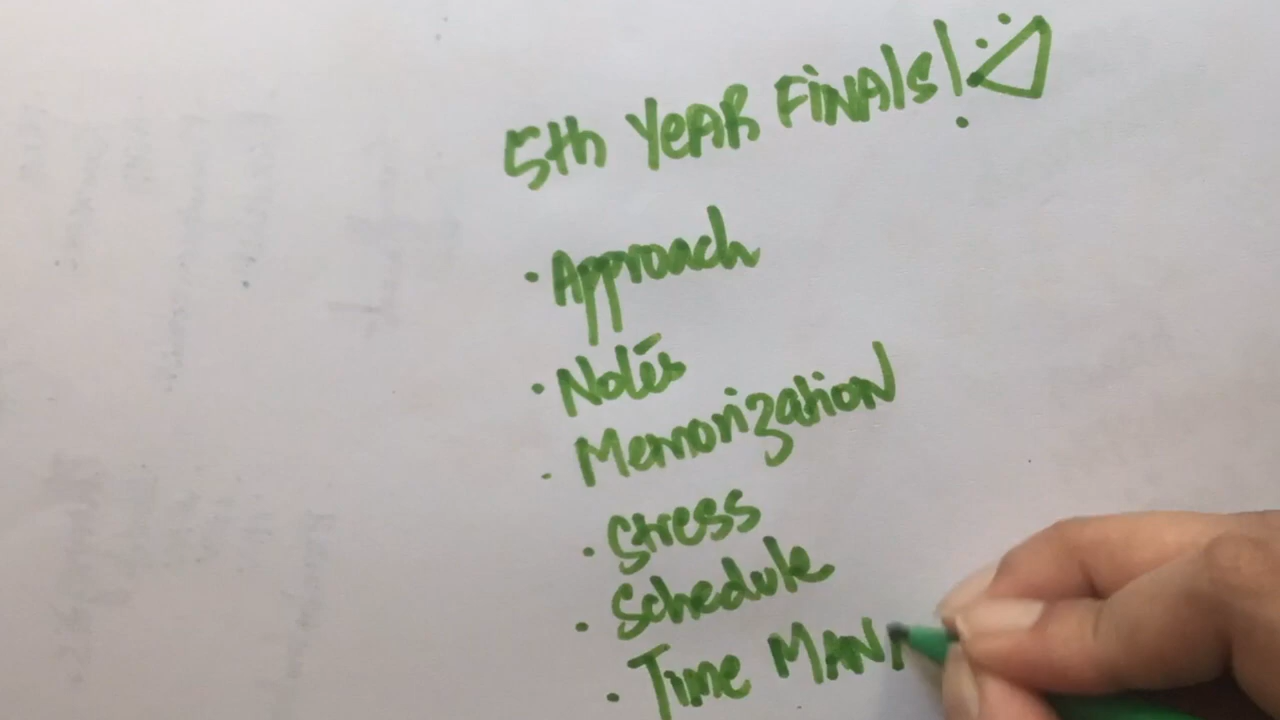 5th YeAR FiNAls!
• Approach
• Notes
• Memorization
• Stress
• Schedule
• Time MAN